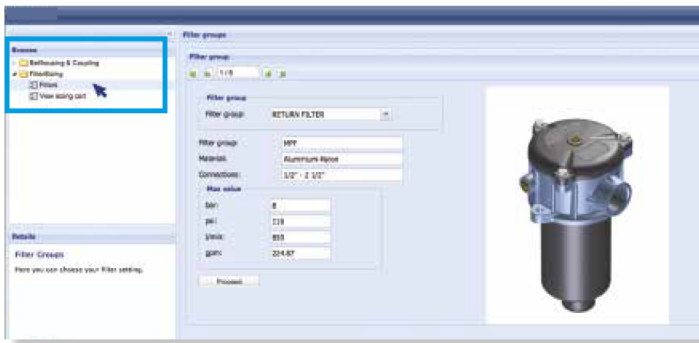 Browse
Bellhousing & Coupling
FilterSizing
Filters
View sizing cart
Details
Filter Groups
Here you can choose your filter setting.
Filter groups
Filter group
1/8
Filter group
Filter group:
RETURN FILTER
Filter group:
MPF
Materials:
Aluminium-Nylon
Connections:
1/2" - 2 1/2"
Max value
bar:
8
psi:
116
l/min:
850
gpm:
224.87
Proceed